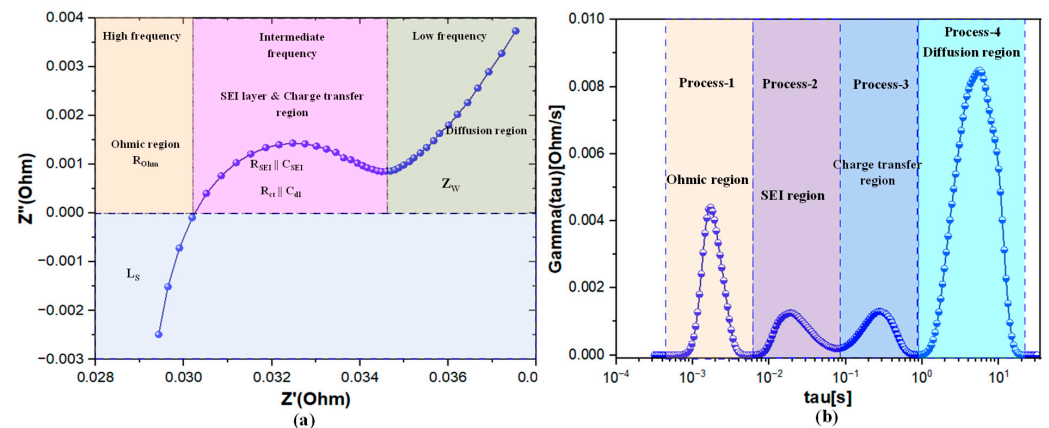 High frequency
Intermediate
frequency
Low frequency
SEI layer & Charge transfer
region
Ohmic region
R_Ohm
R_SEI || C_SEI
R_ct || C_dl
Diffusion region
Z_W
L_S
0.004
0.003
0.002
0.001
0.000
−0.001
−0.002
−0.003
Z"(Ohm)
0.028
0.030
0.032
0.034
0.036
0.0
Z'(Ohm)
(a)
Process-1
Process-2
Process-3
Process-4
Diffusion region
Ohmic region
SEI region
Charge transfer
region
0.010
0.008
0.006
0.004
0.002
0.000
Gamma(tau)[Ohm/s]
10⁻⁴
10⁻³
10⁻²
10⁻¹
10⁰
10¹
tau[s]
(b)